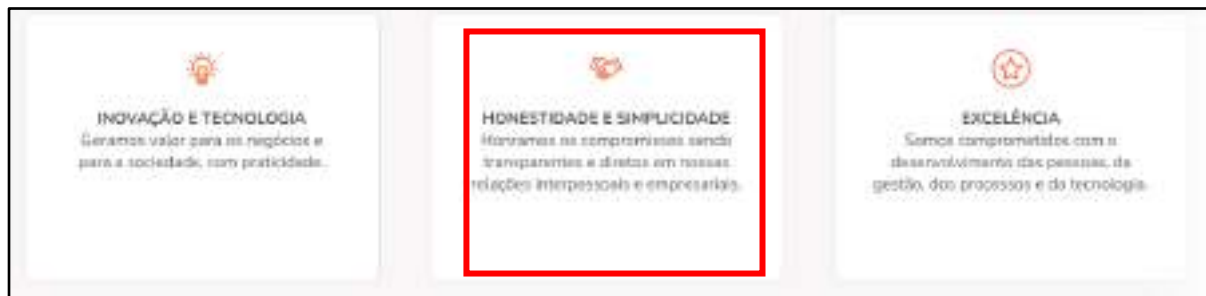 INOVAÇÃO E TECNOLOGIA
Geramos valor para os negócios e
para a sociedade, com praticidade.
HONESTIDADE E SIMPLICIDADE
Honramos os compromissos sendo
transparentes e diretos em nossas
relações interpessoais e empresariais.
EXCELÊNCIA
Somos comprometidos com o
desenvolvimento das pessoas, da
gestão, dos processos e da tecnologia.